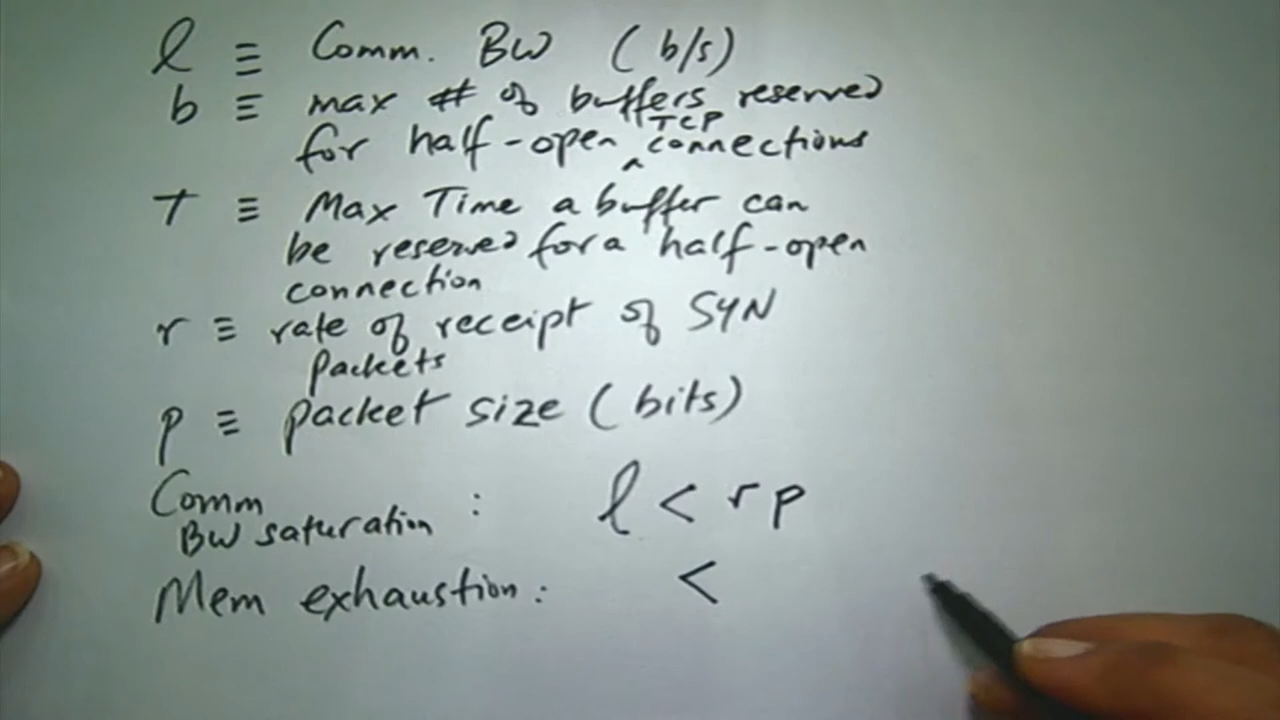 l ≡ Comm. BW (b/s)
b ≡ max # of buffers reserved
for half-open ^ TCP connections
T ≡ Max Time a buffer can
be reserved for a half-open
connection
r ≡ rate of receipt of SYN
packets
p ≡ packet size (bits)
Comm
BW saturation : l < rp
Mem exhaustion : <